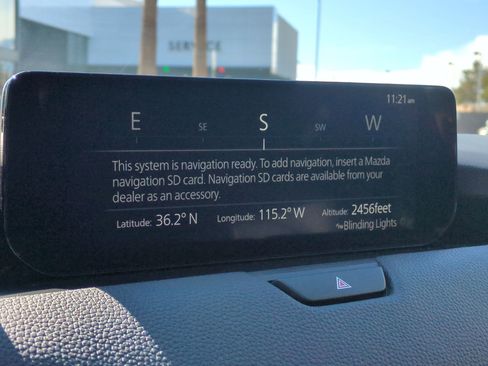 SERVICE
11:21 am
E SE S SW W
This system is navigation ready. To add navigation, insert a Mazda
navigation SD card. Navigation SD cards are available from your
dealer as an accessory.
Latitude: 36.2° N Longitude: 115.2° W Altitude: 2456feet
Blinding Lights